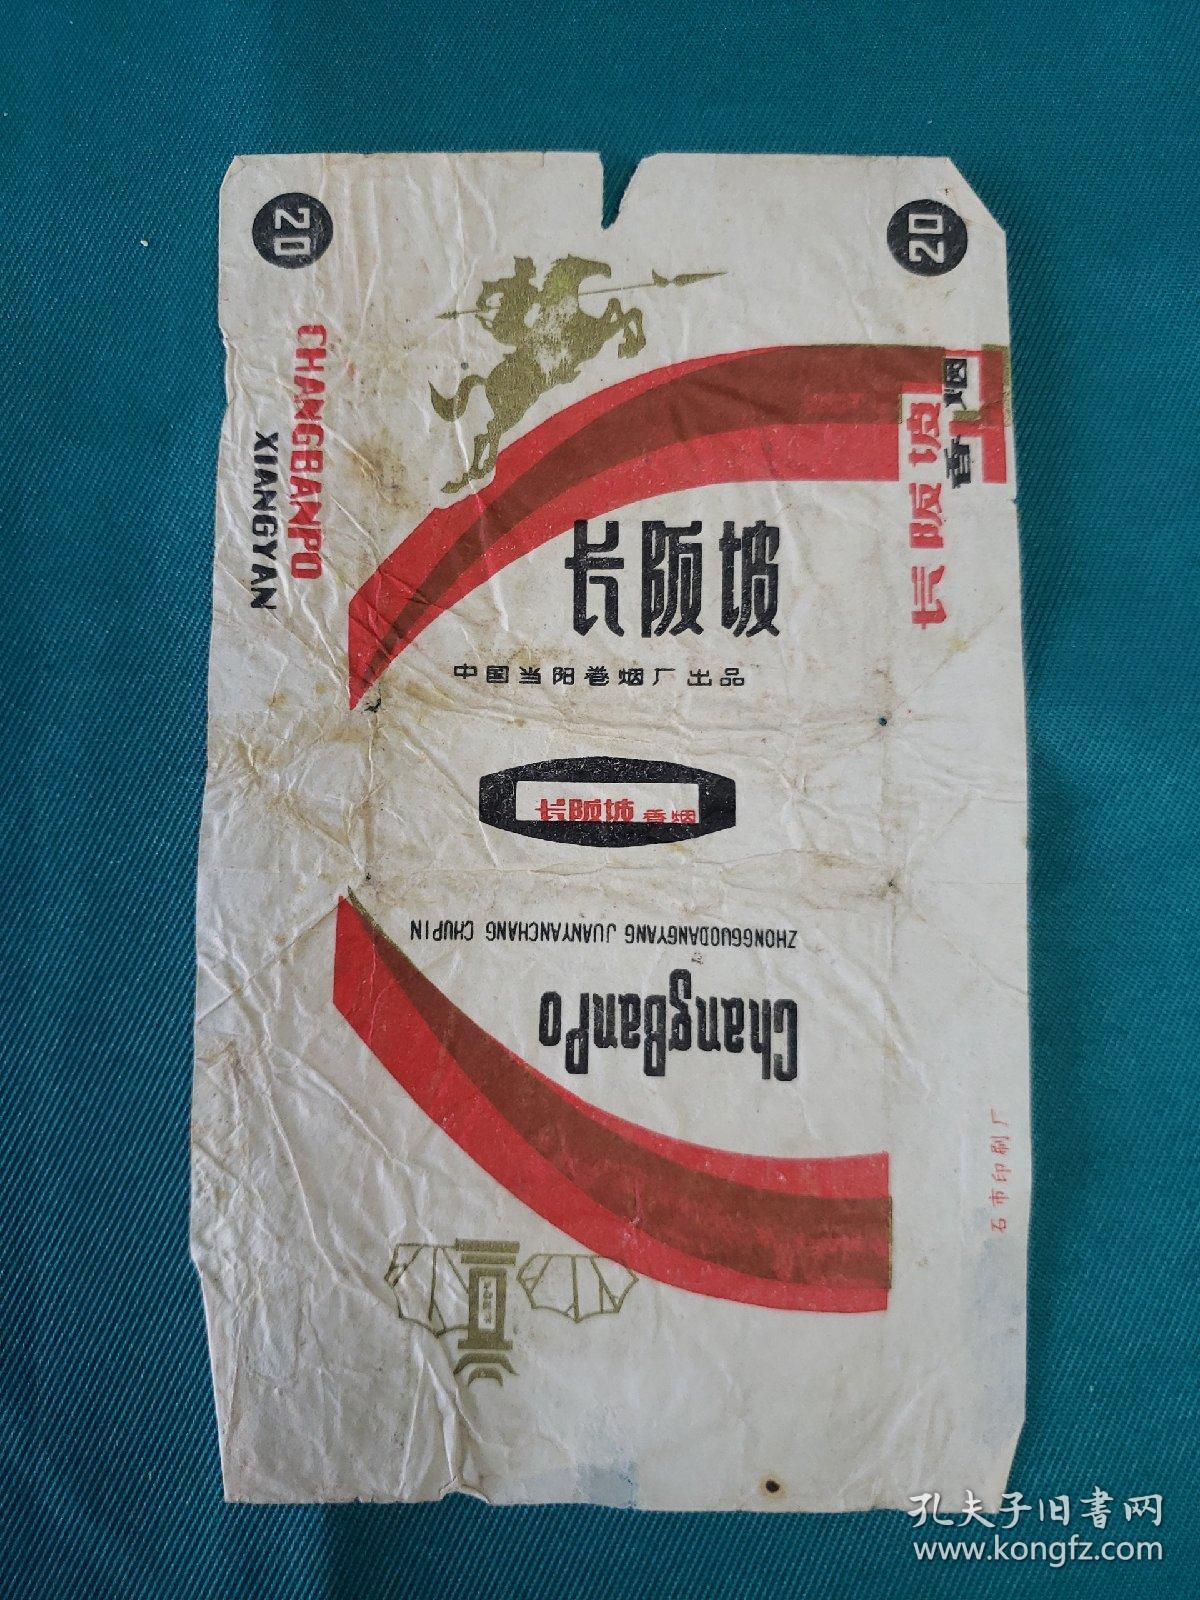 20
CHANGBANPO
XIANGYAN
20
长阪坡
香烟
长阪坡
中国当阳卷烟厂出品
长阪坡 香烟
ZHONGGUODANGYANG JUANYANCHANG CHUPIN
ChangBanPo
石市印刷厂
孔夫子旧书网
www.kongfz.com